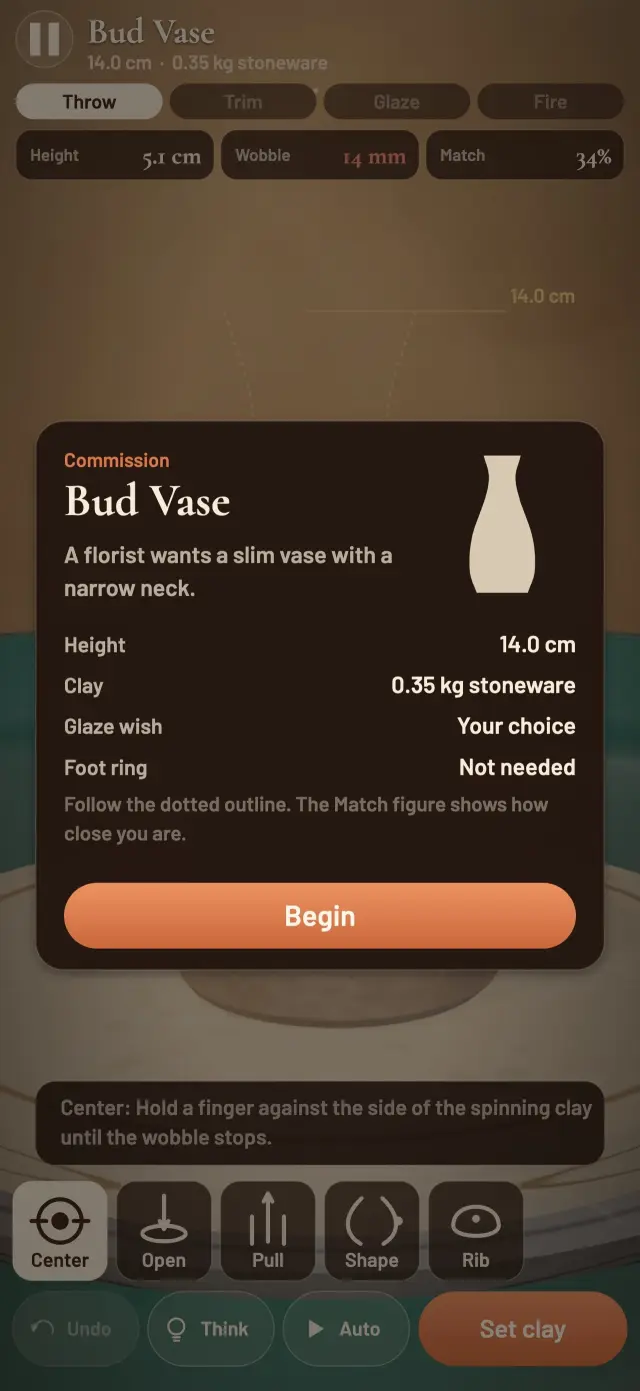 Bud Vase
14.0 cm · 0.35 kg stoneware
Throw Trim Glaze Fire
Height 5.1 cm Wobble 14 mm Match 34%
14.0 cm
Commission
Bud Vase
A florist wants a slim vase with a
narrow neck.
Height 14.0 cm
Clay 0.35 kg stoneware
Glaze wish Your choice
Foot ring Not needed
Follow the dotted outline. The Match figure shows how
close you are.
Begin
Center: Hold a finger against the side of the spinning clay
until the wobble stops.
Center Open Pull Shape Rib
Undo Think Auto Set clay